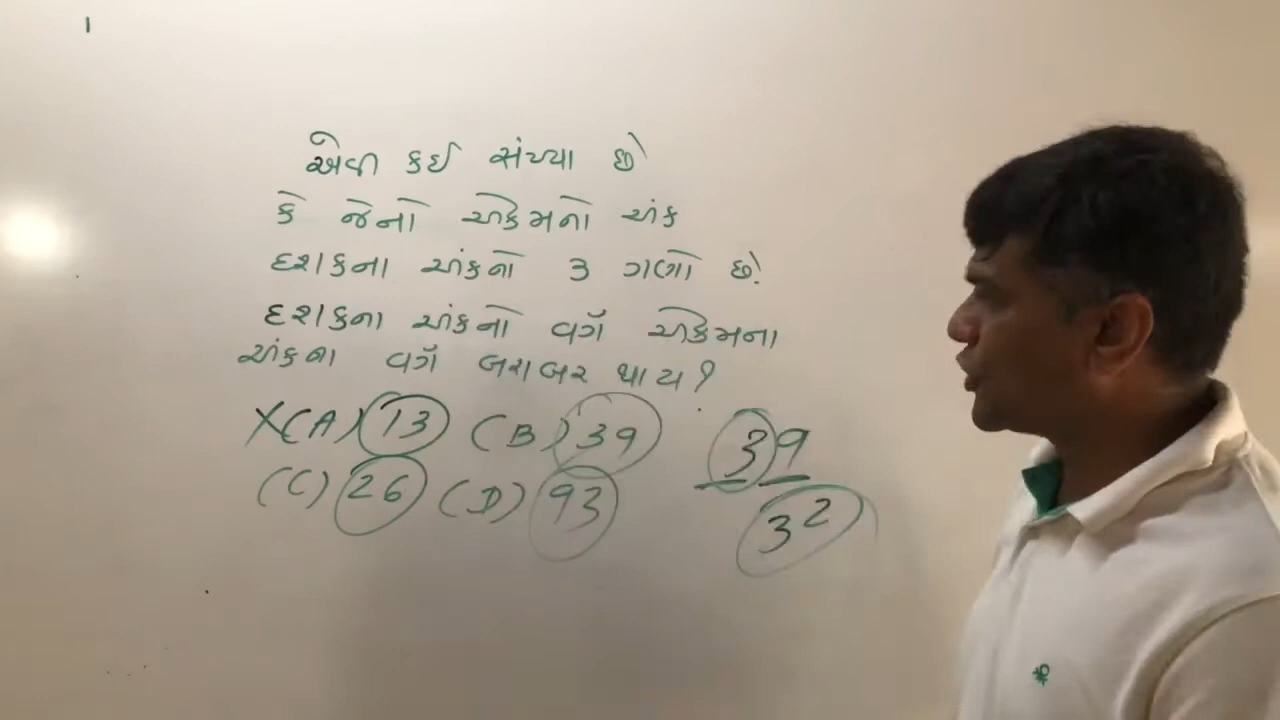 એવી કઈ સંખ્યા છે
કે જેનો એકમનો અંક
દશકના અંકનો 3 ગણો છે.
દશકના અંકનો વર્ગ એકમના
અંકના વર્ગ બરાબર થાય?
X(A) 13 (B) 39 39
(C) 26 (D) 93 3²